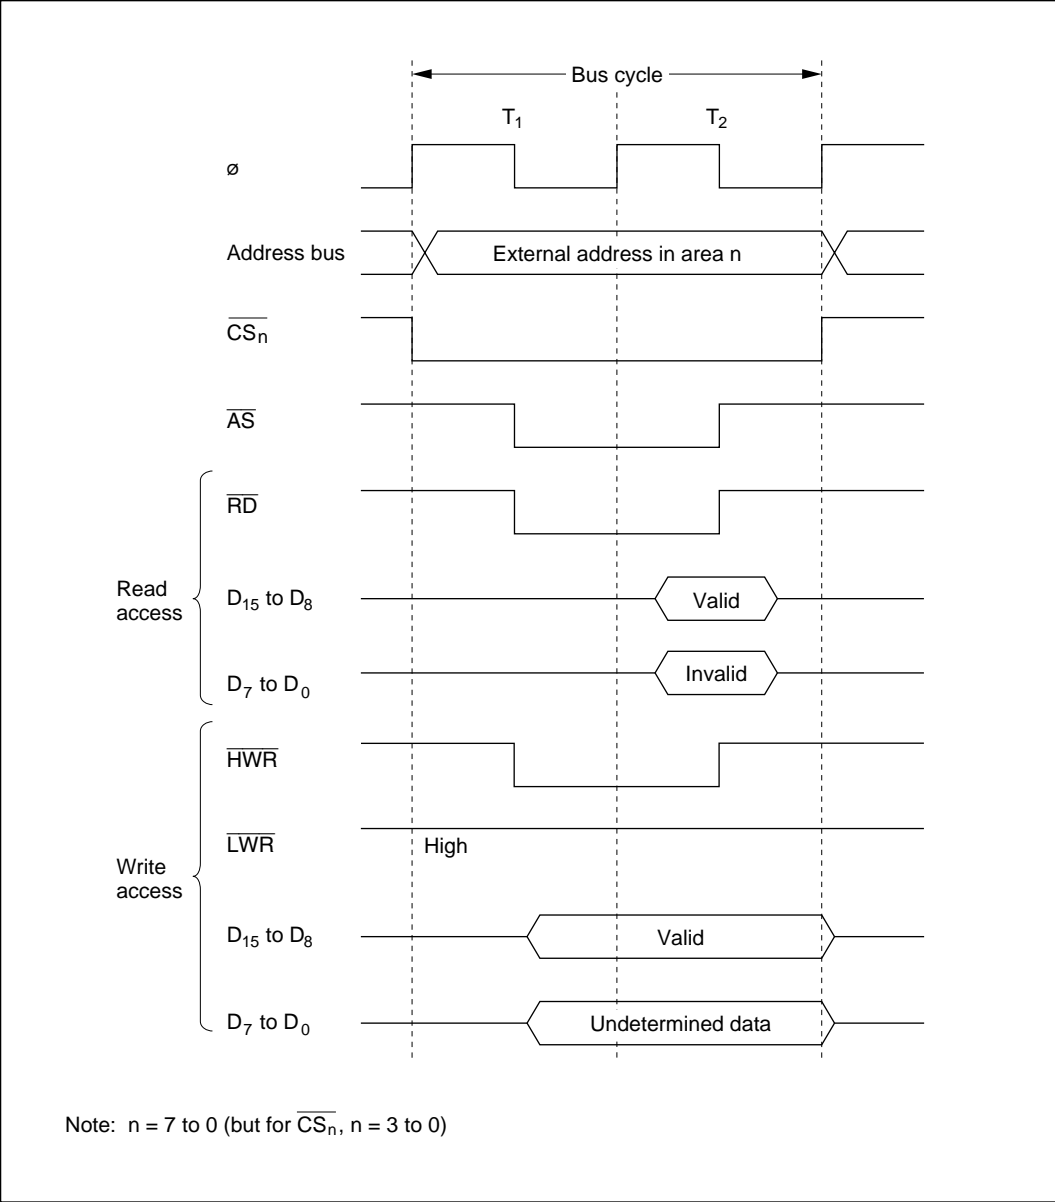 Bus cycle
T1 T2
ø
Address bus External address in area n
CSn
AS
RD
Read access
D15 to D8 Valid
D7 to D0 Invalid
HWR
LWR High
Write access
D15 to D8 Valid
D7 to D0 Undetermined data
Note: n = 7 to 0 (but for CSn, n = 3 to 0)